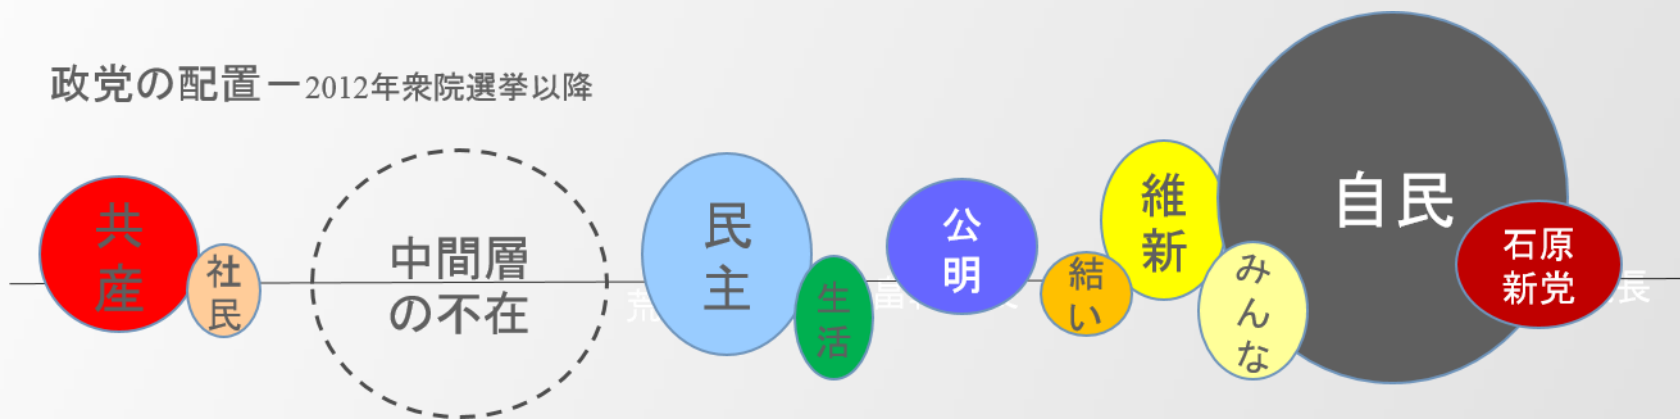 政党の配置－2012年衆院選挙以降
共産
社民
中間層
の不在
民主
生活
公明
結い
維新
みんな
自民
石原
新党